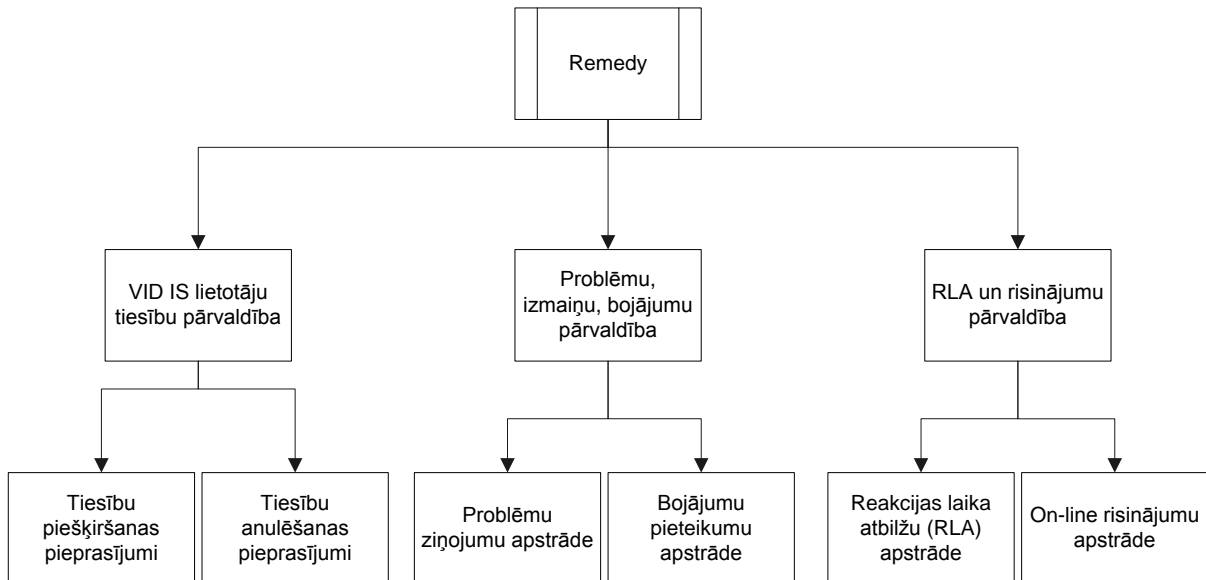 Remedy
VID IS lietotāju
tiesību pārvaldība
Problēmu,
izmaiņu, bojājumu
pārvaldība
RLA un risinājumu
pārvaldība
Tiesību
piešķiršanas
pieprasījumi
Tiesību
anulēšanas
pieprasījumi
Problēmu
ziņojumu apstrāde
Bojājumu
pieteikumu
apstrāde
Reakcijas laika
atbilžu (RLA)
apstrāde
On-line risinājumu
apstrāde